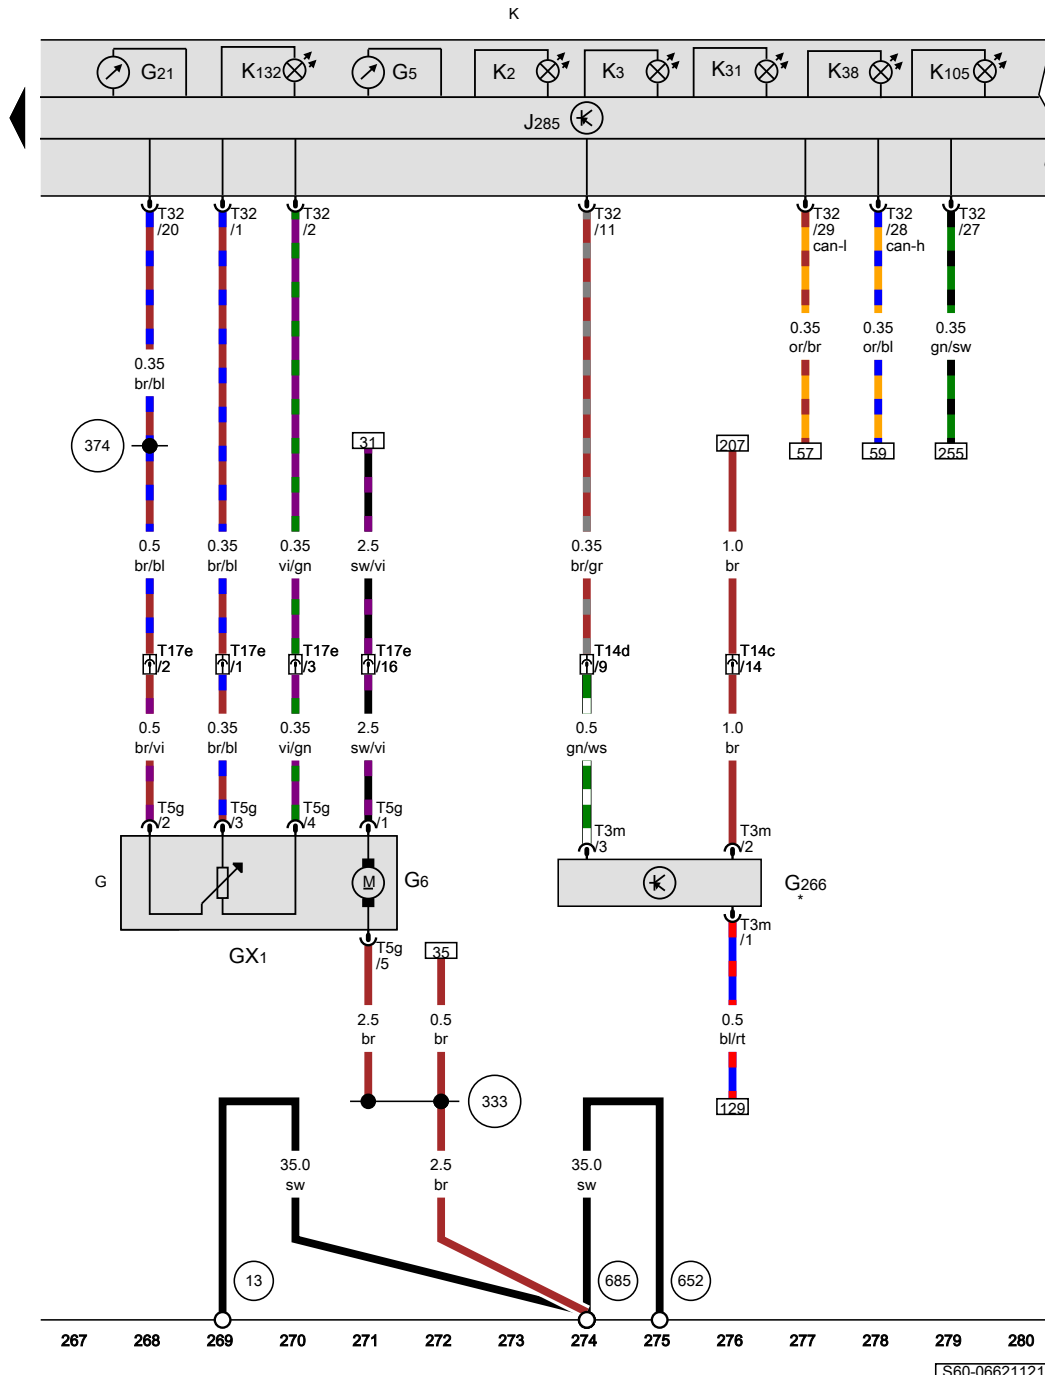 K
G21 K132 G5 K2 K3 K31 K38 K105
J285
T32 T32 T32 T32 T32 T32 T32
/20 /1 /2 /11 /29 /28 /27
can-l can-h
0.35 0.35 0.35
or/br or/bl gn/sw
0.35
br/bl
374 31 207 57 59 255
0.5 0.35 0.35 2.5 0.35 1.0
br/bl br/bl vi/gn sw/vi br/gr br
T17e T17e T17e T17e T14d T14c
/2 /1 /3 /16 /9 /14
0.5 0.35 0.35 2.5 0.5 1.0
br/vi br/bl vi/gn sw/vi gn/ws br
T5g T5g T5g T5g
/2 /3 /4 /1
T3m T3m
/3 /2
G M G6 G266
*
T3m
/1
GX1
T5g
/5
35
2.5 0.5 0.5
br br bl/rt
333 129
35.0 2.5 35.0
sw br sw
13 685 652
267 268 269 270 271 272 273 274 275 276 277 278 279 280
S60-06621121